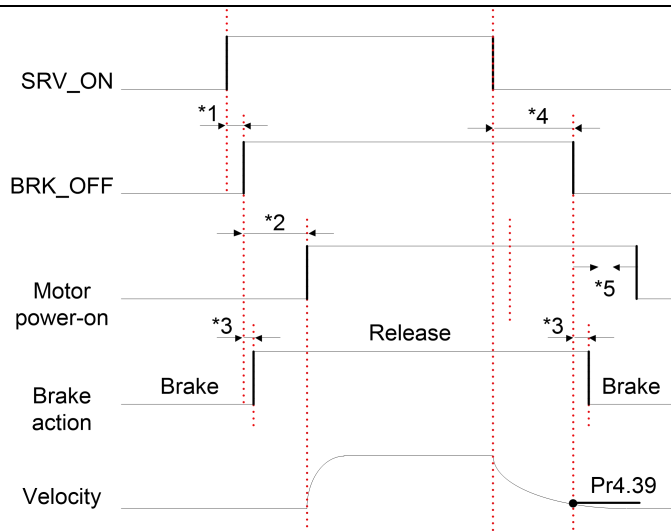 SRV_ON
*1
*4
BRK_OFF
*2
*5
Motor
power-on
*3
Release
*3
Brake
Brake
Brake
action
Pr4.39
Velocity